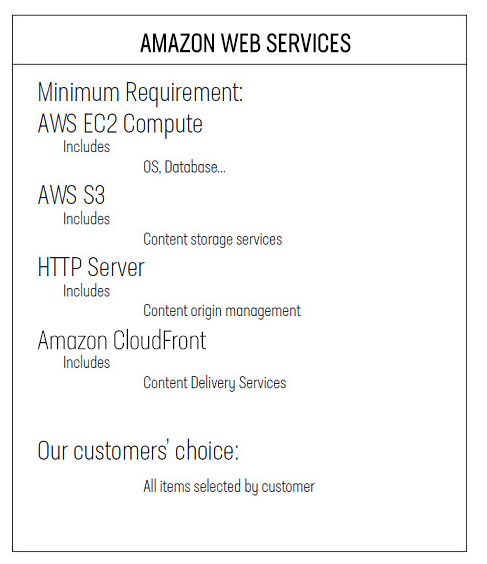 AMAZON WEB SERVICES
Minimum Requirement:
AWS EC2 Compute
Includes
OS, Database...
AWS S3
Includes
Content storage services
HTTP Server
Includes
Content origin management
Amazon CloudFront
Includes
Content Delivery Services
Our customers' choice:
All items selected by customer